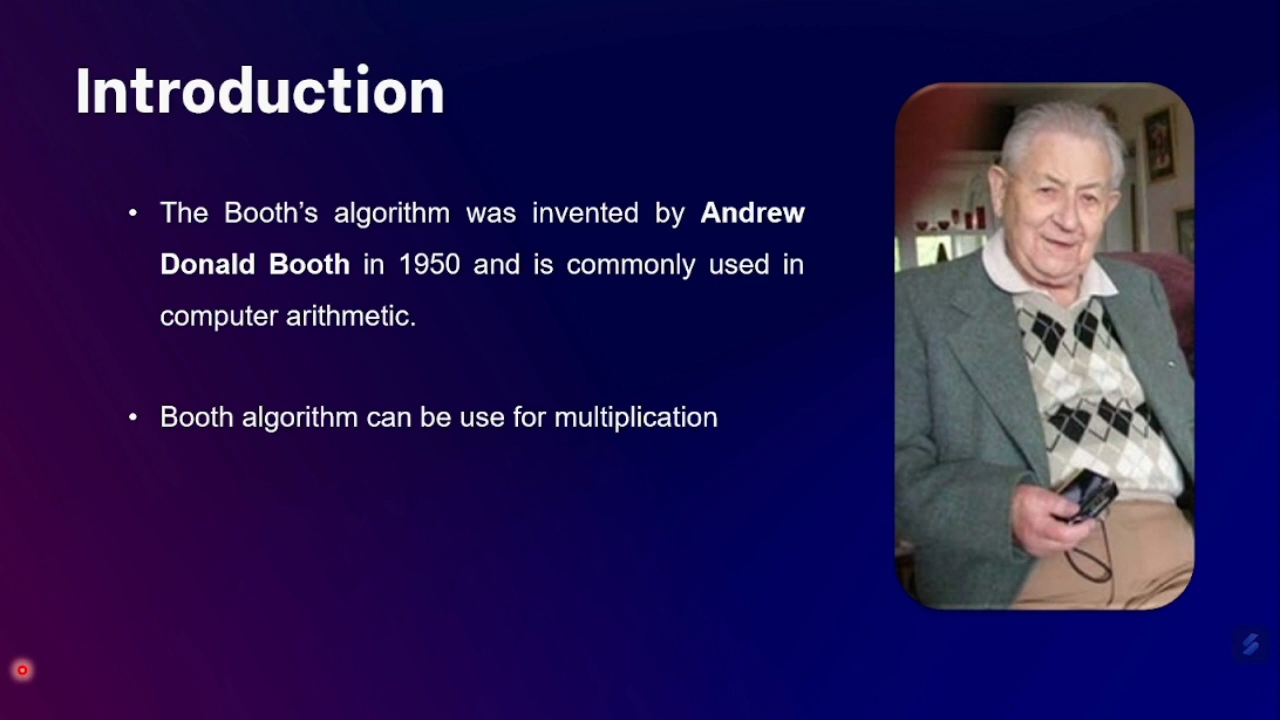 Introduction
• The Booth’s algorithm was invented by Andrew
Donald Booth in 1950 and is commonly used in
computer arithmetic.
• Booth algorithm can be use for multiplication